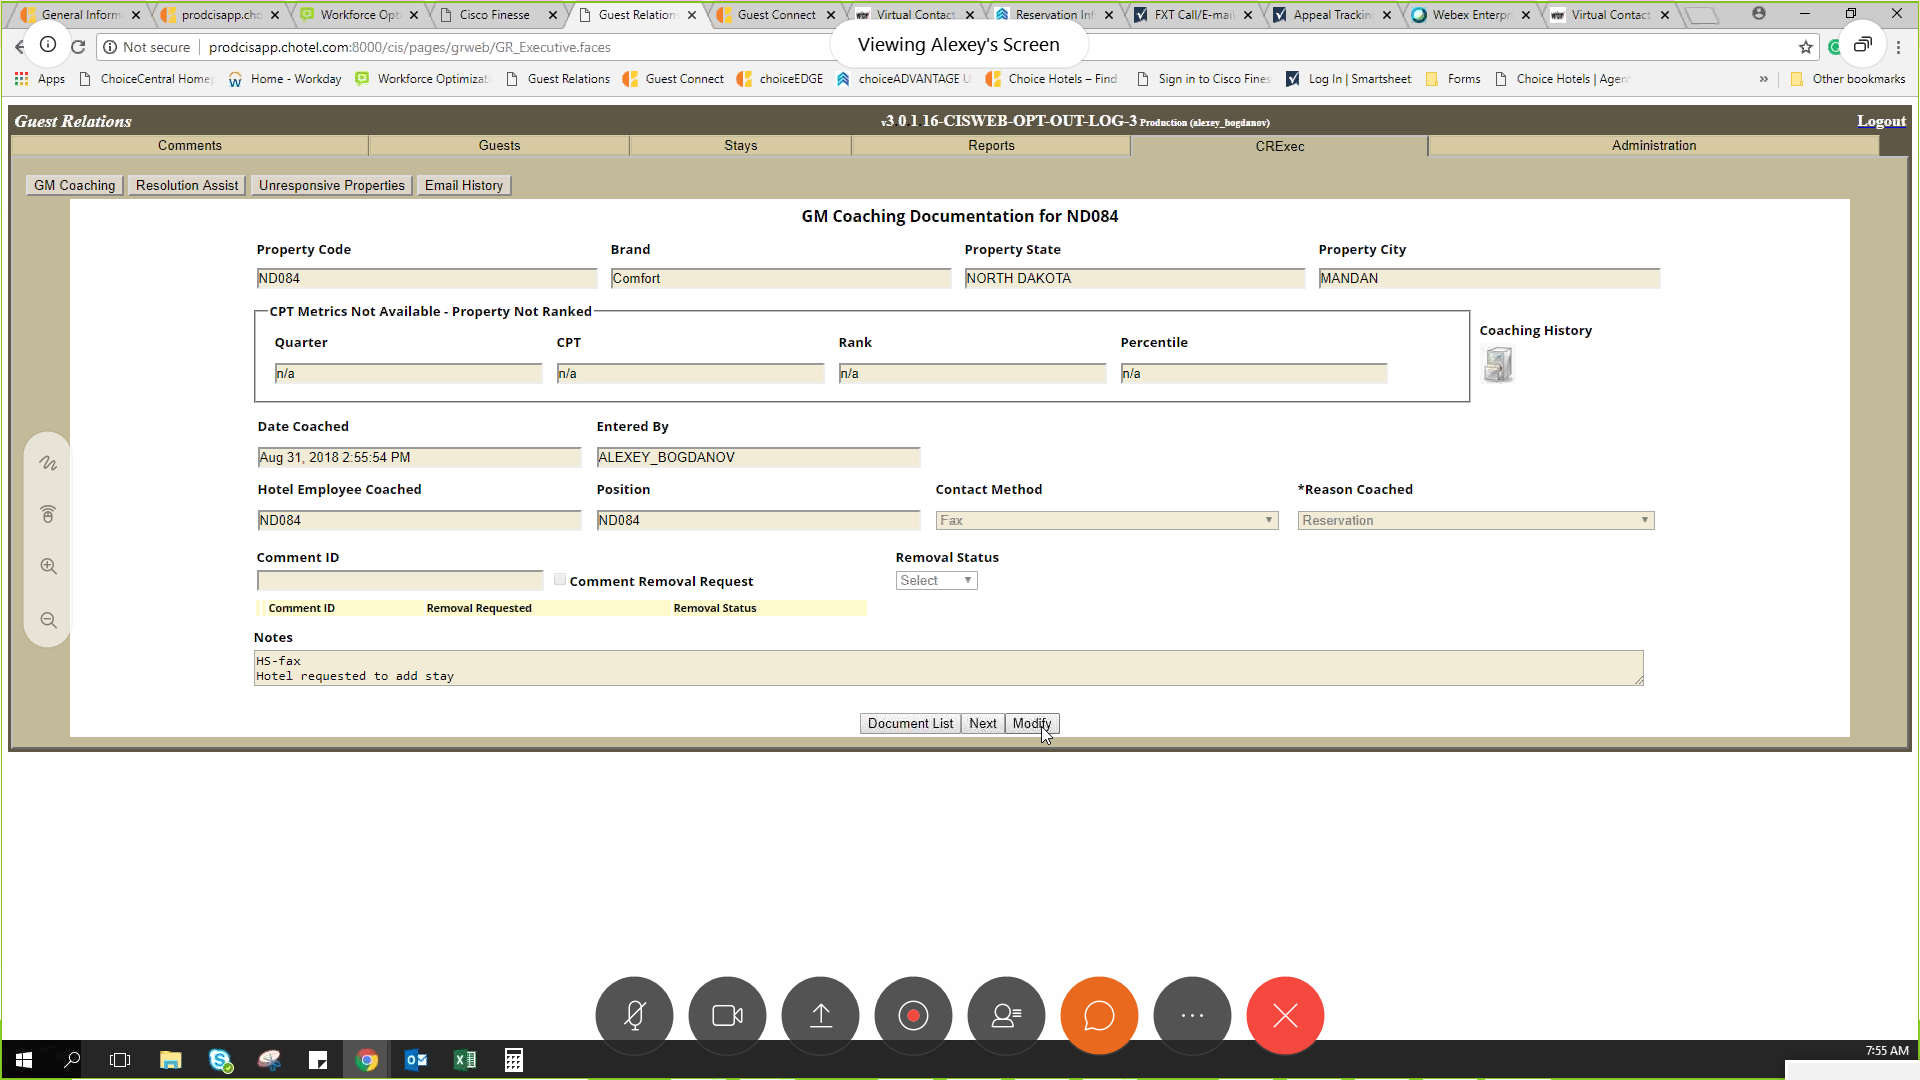 General Inform
prodcisapp.cho
Workforce Opt
Cisco Finesse
Guest Relation
Guest Connect
Virtual Contact
Reservation In
FXT Call/E-mai
Appeal Trackin
Webex Enterpr
Virtual Contact
Not secure
prodcisapp.chotel.com:8000/cis/pages/grweb/GR_Executive.faces
Viewing Alexey's Screen
Apps
ChoiceCentral Home
Home - Workday
Workforce Optimizat
Guest Relations
Guest Connect
choiceEDGE
choiceADVANTAGE U
Choice Hotels – Find
Sign in to Cisco Fines
Log In | Smartsheet
Forms
Choice Hotels | Agen
»
Other bookmarks
Guest Relations
v3 0 1 16-CISWEB-OPT-OUT-LOG-3 Production (alexey_bogdanov)
Logout
Comments
Guests
Stays
Reports
CRExec
Administration
GM Coaching
Resolution Assist
Unresponsive Properties
Email History
GM Coaching Documentation for ND084
Property Code
Brand
Property State
Property City
ND084
Comfort
NORTH DAKOTA
MANDAN
CPT Metrics Not Available - Property Not Ranked
Coaching History
Quarter
CPT
Rank
Percentile
n/a
n/a
n/a
n/a
Date Coached
Entered By
Aug 31, 2018 2:55:54 PM
ALEXEY_BOGDANOV
Hotel Employee Coached
Position
Contact Method
*Reason Coached
ND084
ND084
Fax
Reservation
Comment ID
Removal Status
Comment Removal Request
Select
Comment ID
Removal Requested
Removal Status
Notes
HS-fax
Hotel requested to add stay
Document List
Next
Modify
7:55 AM